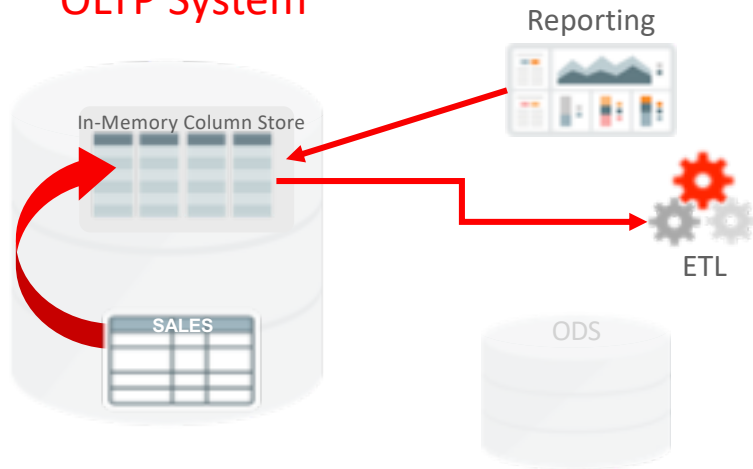 OLTP System
Reporting
In-Memory Column Store
ETL
SALES
ODS